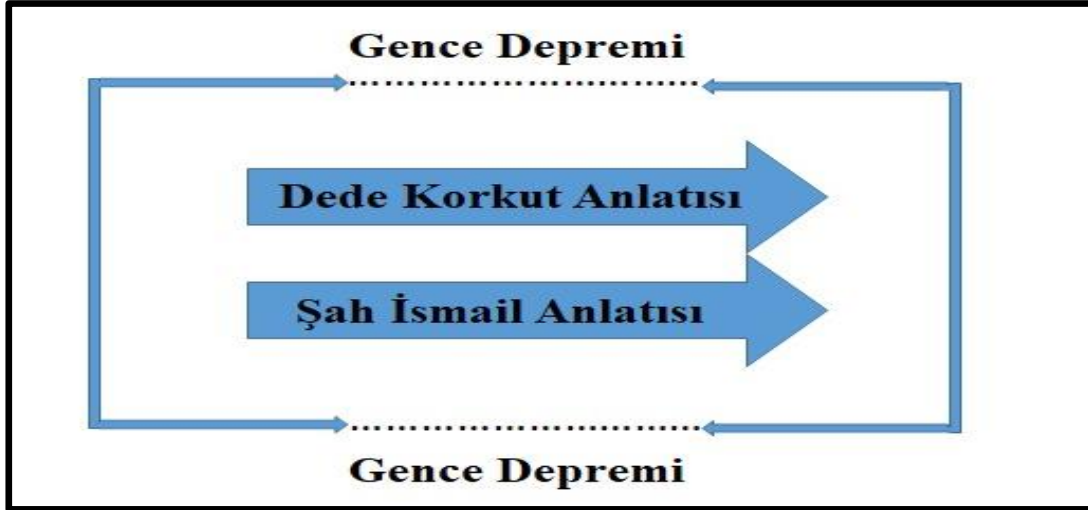 Gence Depremi
Dede Korkut Anlatısı
Şah İsmail Anlatısı
Gence Depremi